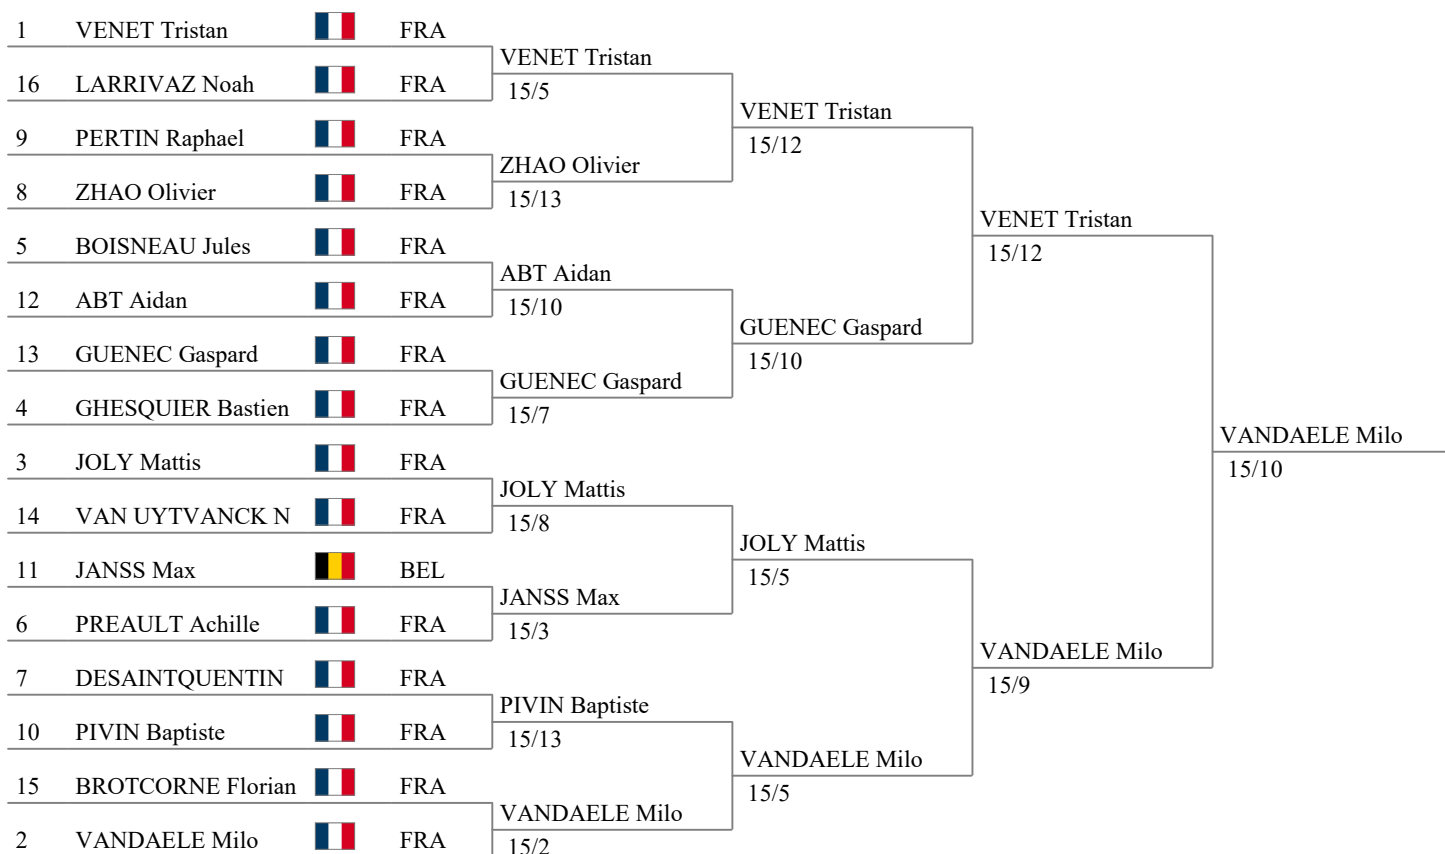 1 VENET Tristan FRA
VENET Tristan
16 LARRIVAZ Noah FRA
15/5
VENET Tristan
9 PERTIN Raphael FRA
15/12
ZHAO Olivier
8 ZHAO Olivier FRA
15/13
VENET Tristan
5 BOISNEAU Jules FRA
15/12
ABT Aidan
12 ABT Aidan FRA
15/10
GUENEC Gaspard
13 GUENEC Gaspard FRA
15/10
GUENEC Gaspard
4 GHESQUIER Bastien FRA
15/7
VANDAELE Milo
3 JOLY Mattis FRA
15/10
JOLY Mattis
14 VAN UYTVANCK N FRA
15/8
JOLY Mattis
11 JANSS Max BEL
15/5
JANSS Max
6 PREAULT Achille FRA
15/3
VANDAELE Milo
7 DESAINTQUENTIN FRA
15/9
PIVIN Baptiste
10 PIVIN Baptiste FRA
15/13
VANDAELE Milo
15 BROTCORNE Florian FRA
15/5
VANDAELE Milo
2 VANDAELE Milo FRA
15/2